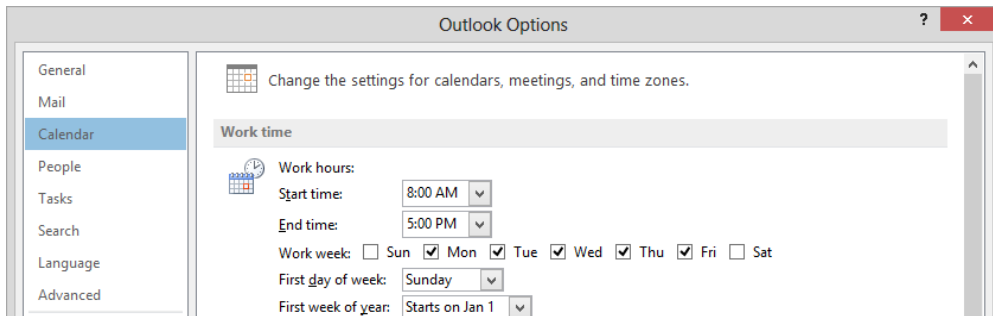 Outlook Options
?
General
Mail
Calendar
People
Tasks
Search
Language
Advanced
Change the settings for calendars, meetings, and time zones.
Work time
Work hours:
Start time: 8:00 AM
End time: 5:00 PM
Work week: Sun Mon Tue Wed Thu Fri Sat
First day of week: Sunday
First week of year: Starts on Jan 1